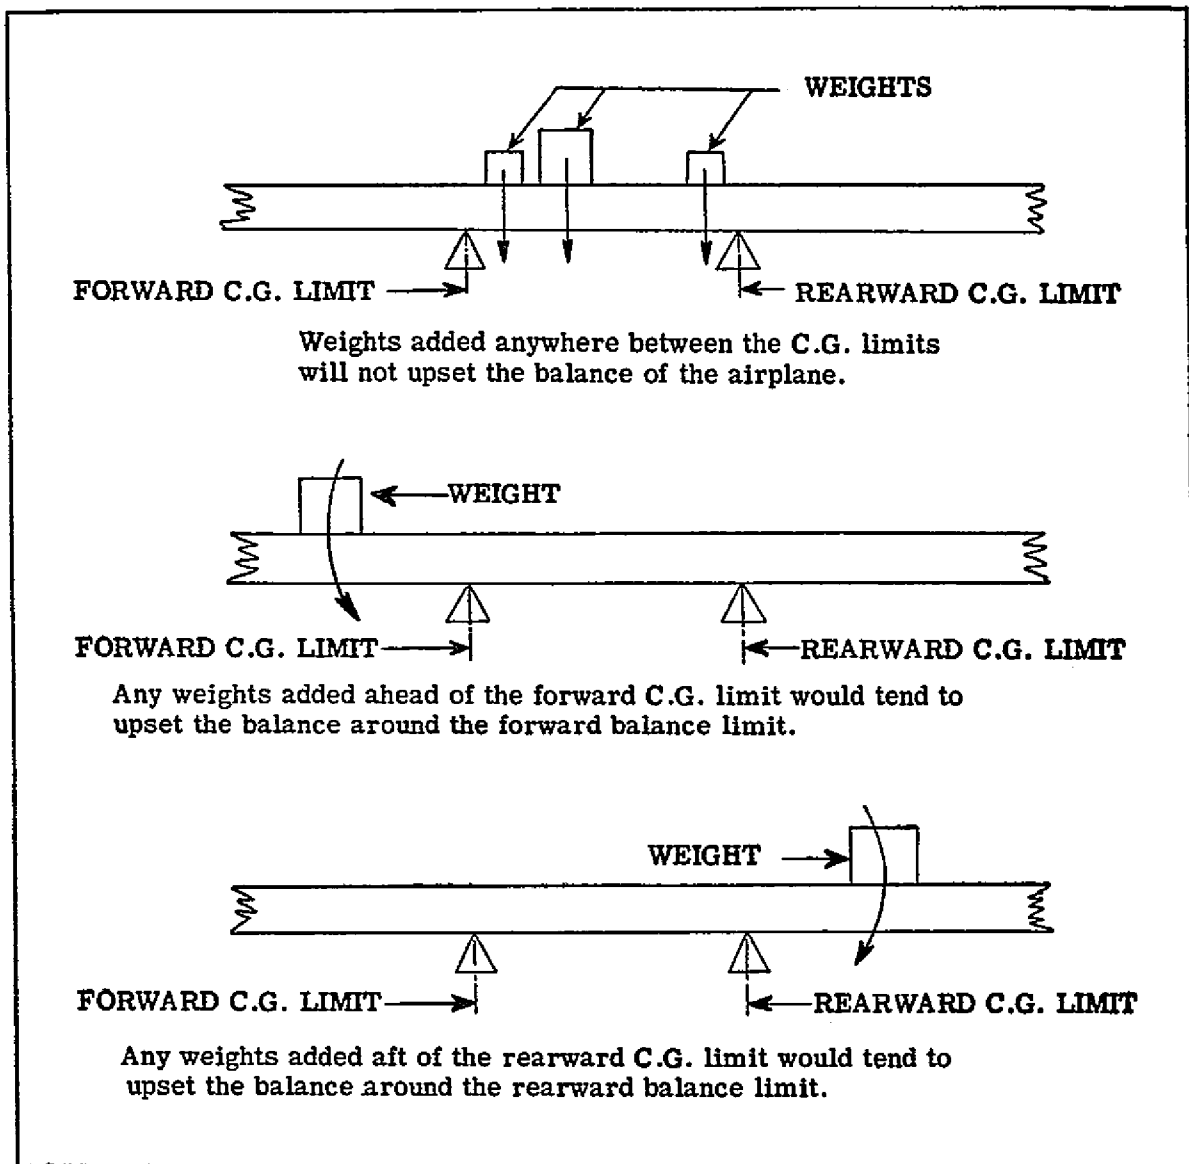 WEIGHTS
FORWARD C.G. LIMIT
REARWARD C.G. LIMIT
Weights added anywhere between the C.G. limits
will not upset the balance of the airplane.
WEIGHT
FORWARD C.G. LIMIT
REARWARD C.G. LIMIT
Any weights added ahead of the forward C.G. limit would tend to
upset the balance around the forward balance limit.
WEIGHT
FORWARD C.G. LIMIT
REARWARD C.G. LIMIT
Any weights added aft of the rearward C.G. limit would tend to
upset the balance around the rearward balance limit.